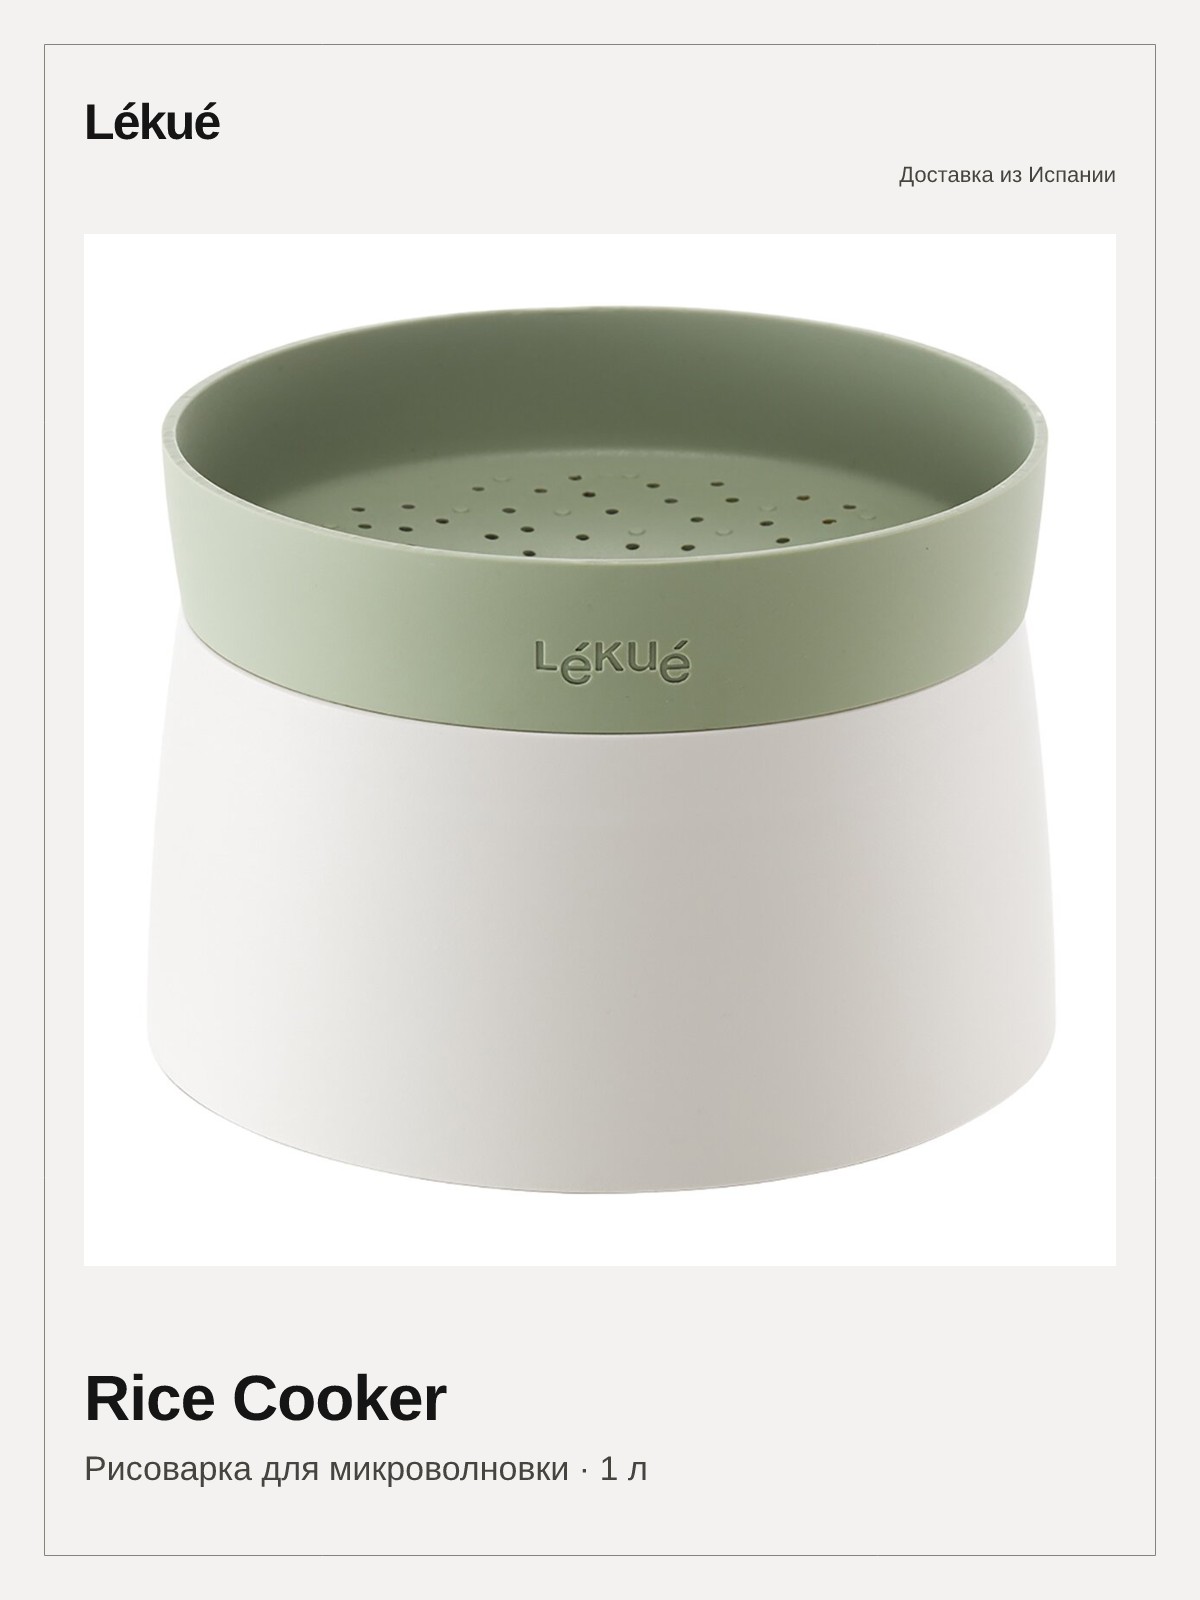 Lékué
Доставка из Испании
Lékué
Rice Cooker
Рисоварка для микроволновки · 1 л